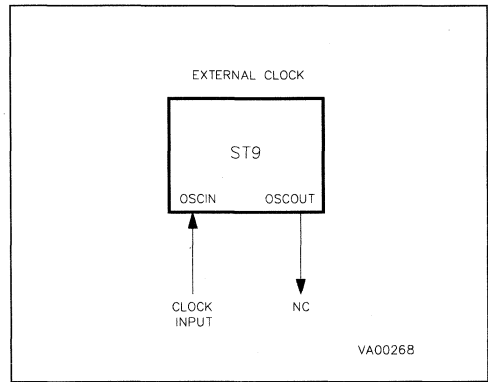 EXTERNAL CLOCK
ST9
OSCIN OSCOUT
CLOCK INPUT
NC
VA00268